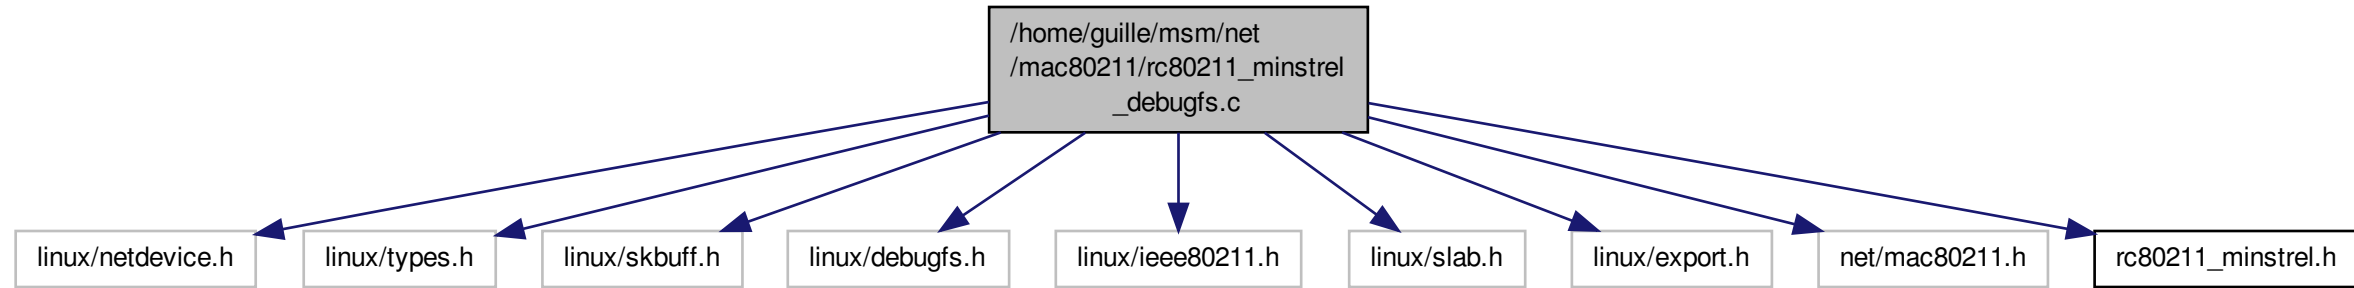 /home/guille/msm/net
/mac80211/rc80211_minstrel
_debugfs.c
linux/netdevice.h
linux/types.h
linux/skbuff.h
linux/debugfs.h
linux/ieee80211.h
linux/slab.h
linux/export.h
net/mac80211.h
rc80211_minstrel.h